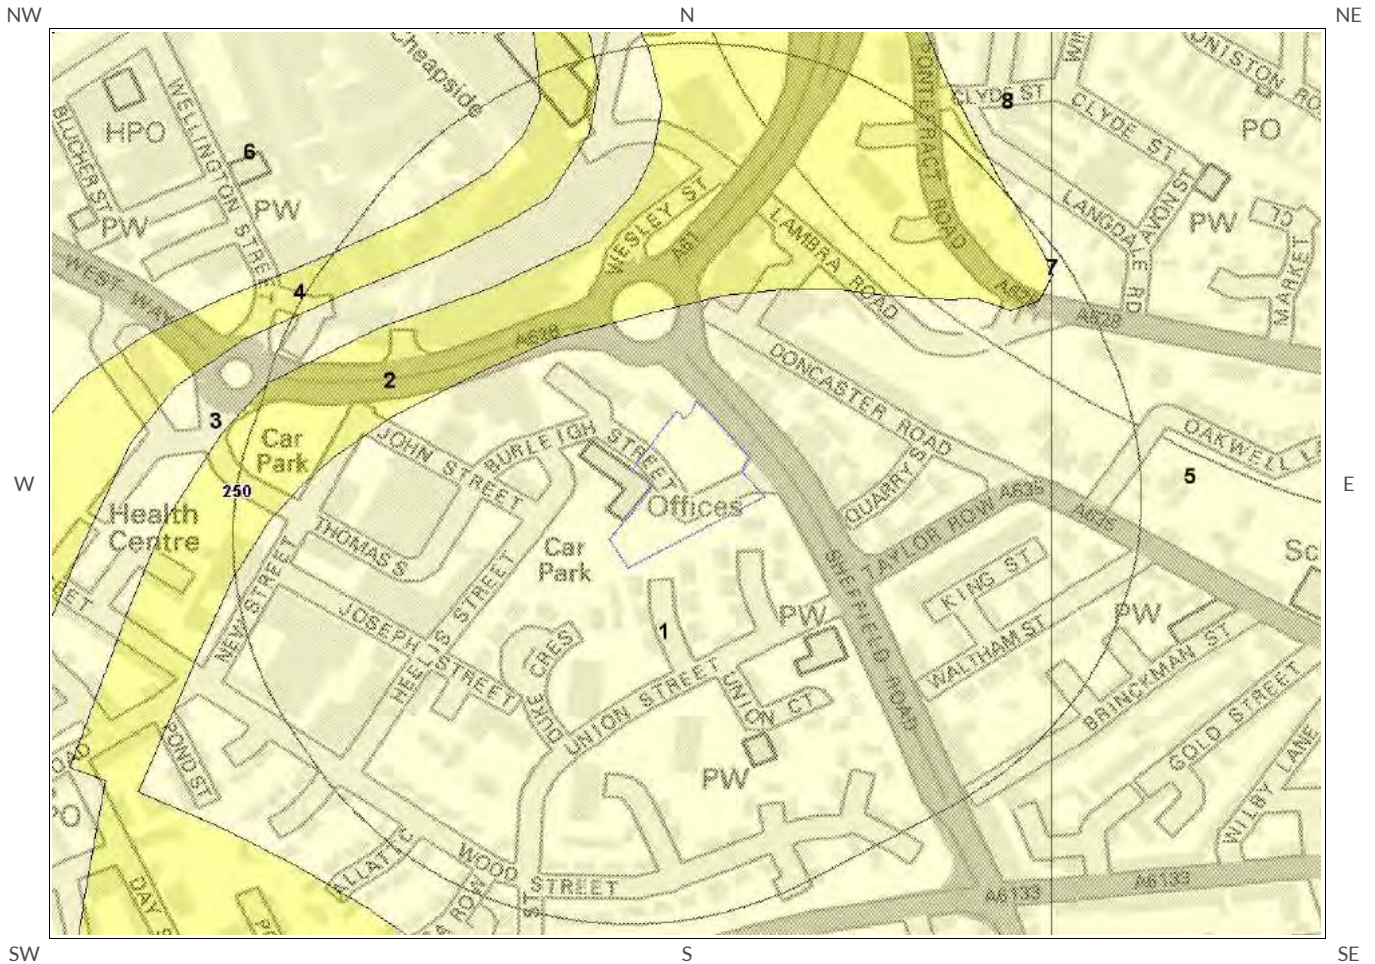 NW
N
NE
Cheapside
PONTEFRACT ROAD
CLYDE ST
8
CLYDE ST
PO
HPO
BLUCHER ST
WELLINGTON STREET
6
PW
PW
WESLEY ST
A61
LAMBRA ROAD
LANGDALE RD
AVON ST
PW
MARKET
CL
WEST WAY
4
7
A628
A628
2
3
DONCASTER ROAD
Car
Park
JOHN STREET
BURLEIGH STREET
OAKWELL
W
E
250
5
Offices
QUARRY S
TAYLOR ROW
A635
A635
Health
Centre
THOMAS S
Car
Park
SHEFFIELD ROAD
KING ST
Sc
NEW STREET
JOSEPH STREET
STREET
1
PW
PW
WALTHAM ST
BRINCKMAN ST
DUKE CRES
UNION STREET
UNION CT
GOLD STREET
POND ST
PW
WILBY LANE
WOOD STREET
ROW
ST
DAY S
A6133
A6133
SW
S
SE